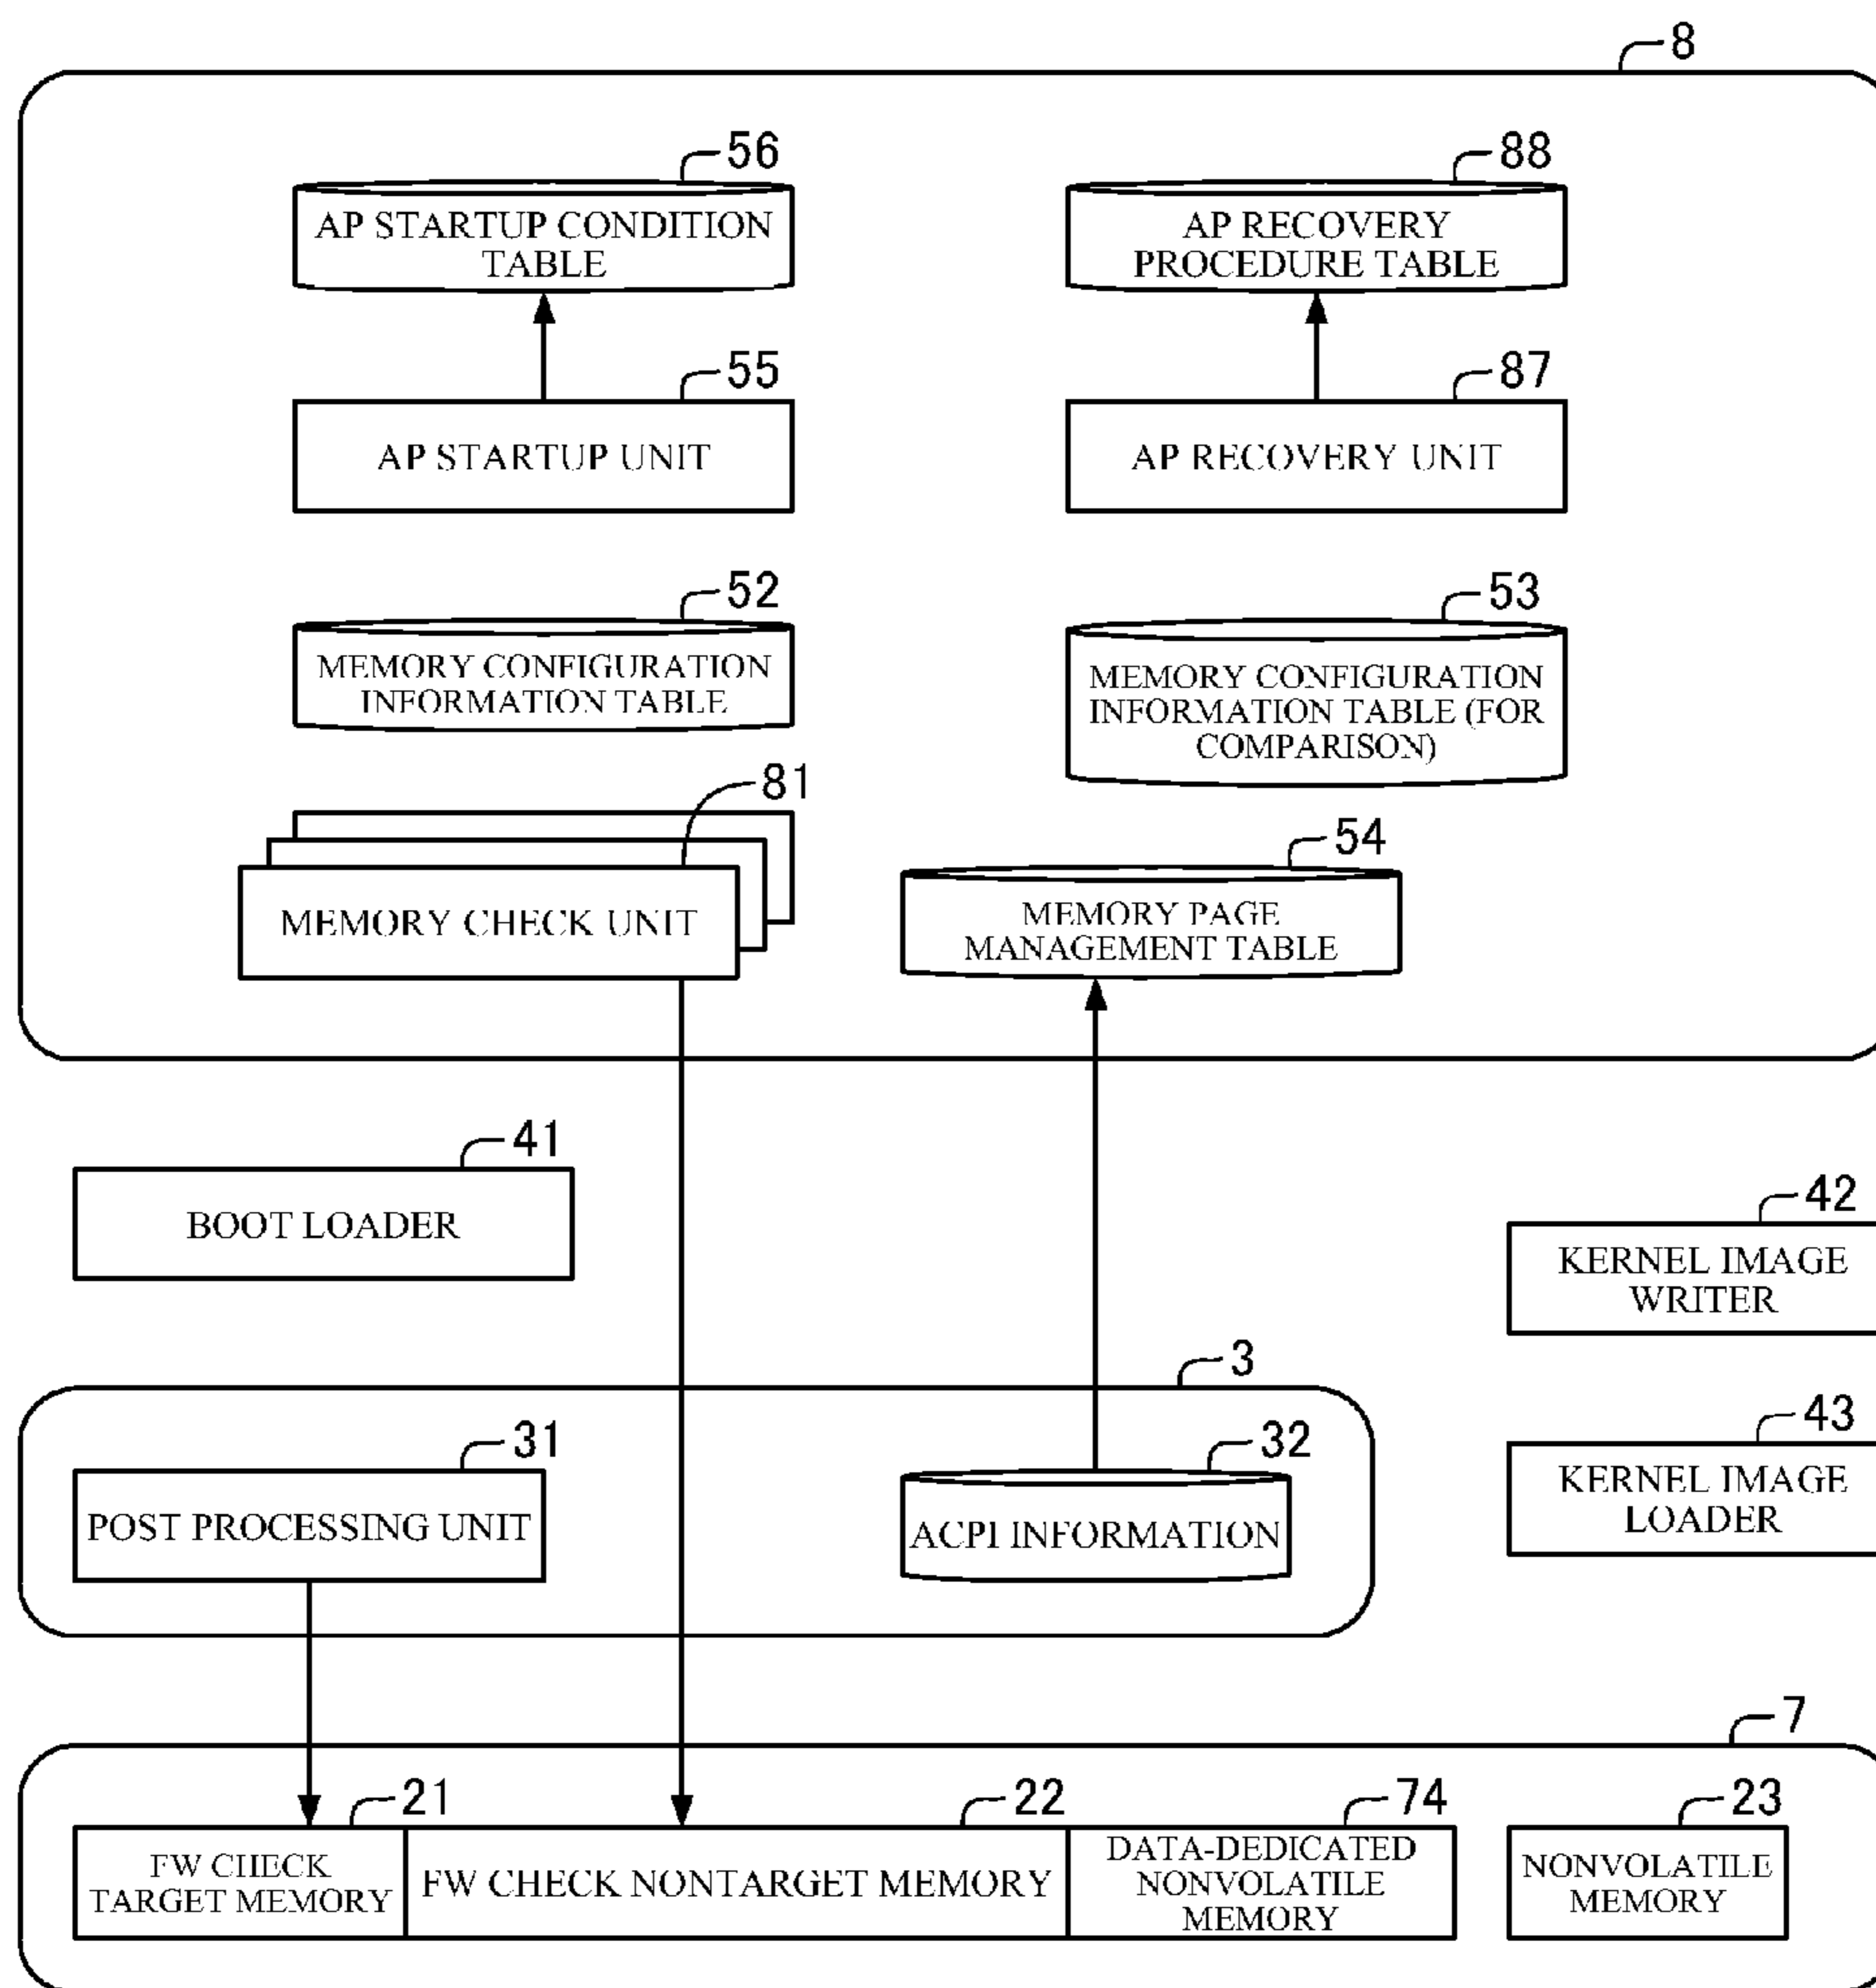 8
56
88
AP STARTUP CONDITION
TABLE
AP RECOVERY
PROCEDURE TABLE
55
87
AP STARTUP UNIT
AP RECOVERY UNIT
52
53
MEMORY CONFIGURATION
INFORMATION TABLE
MEMORY CONFIGURATION
INFORMATION TABLE (FOR
COMPARISON)
81
54
MEMORY CHECK UNIT
MEMORY PAGE
MANAGEMENT TABLE
41
BOOT LOADER
42
KERNEL IMAGE
WRITER
3
31
32
43
POST PROCESSING UNIT
ACPI INFORMATION
KERNEL IMAGE
LOADER
7
21
22
74
23
FW CHECK
TARGET MEMORY
FW CHECK NONTARGET MEMORY
DATA-DEDICATED
NONVOLATILE
MEMORY
NONVOLATILE
MEMORY